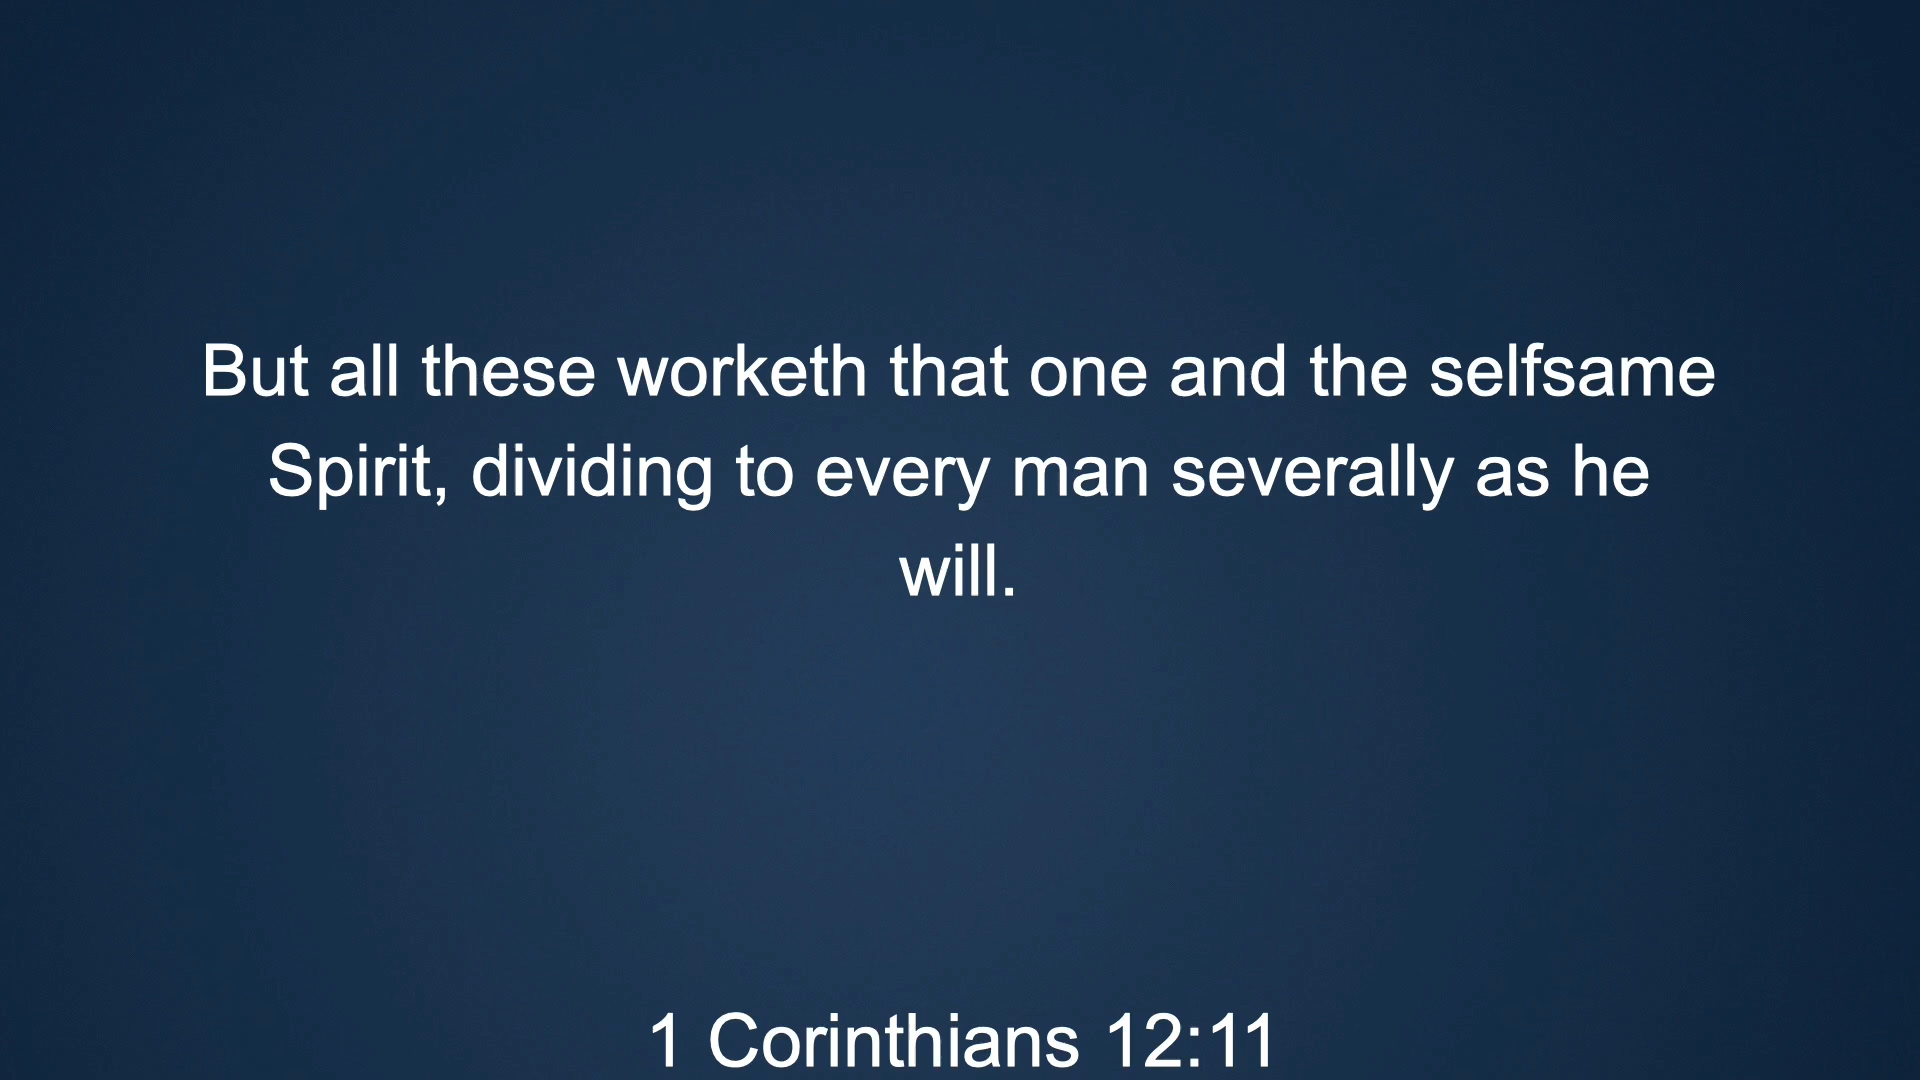 But all these worketh that one and the selfsame
Spirit, dividing to every man severally as he
will.
1 Corinthians 12:11